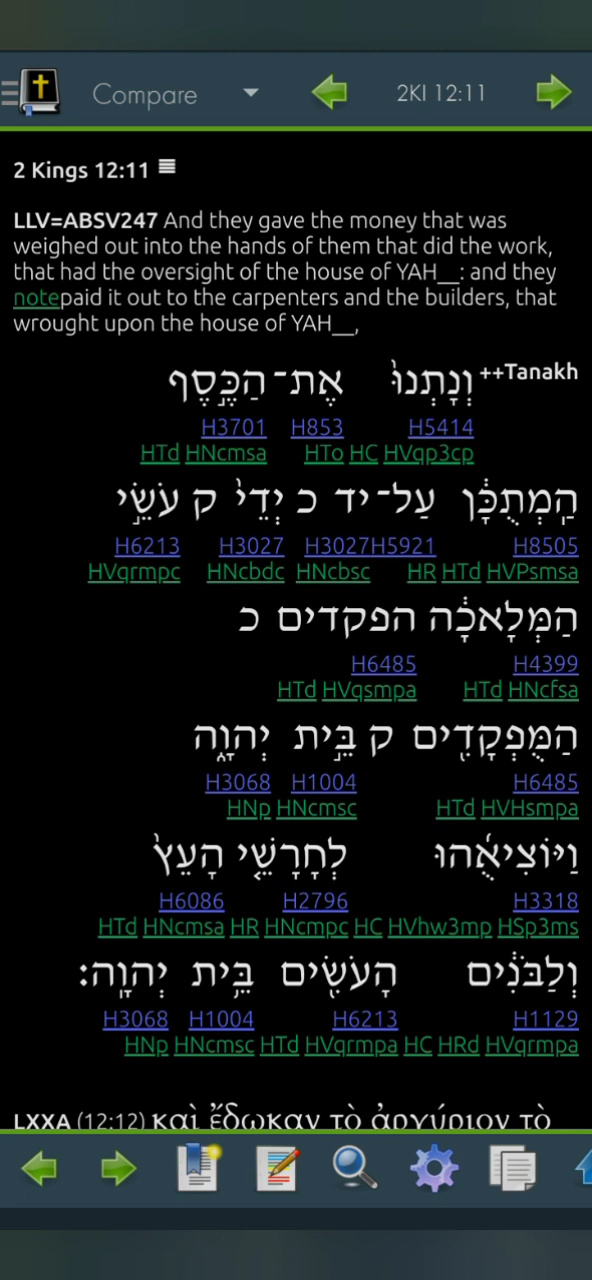 Compare
2KI 12:11
2 Kings 12:11
LLV=ABSV247 And they gave the money that was
weighed out into the hands of them that did the work,
that had the oversight of the house of YAH__: and they
notepaid it out to the carpenters and the builders, that
wrought upon the house of YAH__,
++Tanakh וְנָתְנוּ֙ אֶת־הַכֶּ֣סֶף
H3701 H853 H5414
HTd HNcmsa HTo HC HVqp3cp
הַֽמְתֻכָּ֔ן עַל־יד כ יְדֵי֙ ק עֹשֵׂ֣י
H6213 H3027 H3027H5921 H8505
HVqrmpc HNcbdc HNcbsc HR HTd HVPsmsa
הַמְּלָאכָ֔ה הפקדים כ
H6485 H4399
HTd HVqsmpa HTd HNcfsa
הַמֻּפְקָדִ֖ים ק בֵּ֣ית יְהוָ֑ה
H3068 H1004 H6485
HNp HNcmsc HTd HVHsmpa
וַיּוֹצִיאֻ֜הוּ לְחָרָשֵׁ֤י הָעֵץ֙
H6086 H2796 H3318
HTd HNcmsa HR HNcmpc HC HVhw3mp HSp3ms
וְלַבֹּנִ֔ים הָעֹשִׂ֖ים בֵּ֥ית יְהוָֽה׃
H3068 H1004 H6213 H1129
HNp HNcmsc HTd HVqrmpa HC HRd HVqrmpa
LXXA (12:12) καὶ ἔδωκαν τὸ ἀργύριον τὸ